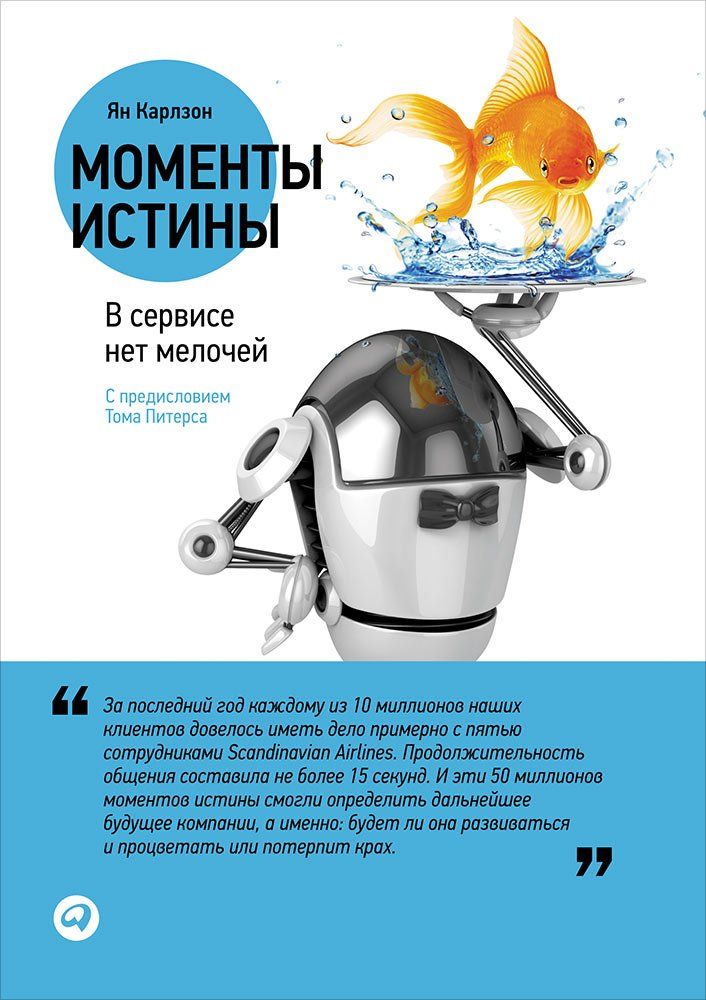 Ян Карлзон
МОМЕНТЫ
ИСТИНЫ
В сервисе
нет мелочей
С предисловием
Тома Питерса
“ За последний год каждому из 10 миллионов наших
клиентов довелось иметь дело примерно с пятью
сотрудниками Scandinavian Airlines. Продолжительность
общения составила не более 15 секунд. И эти 50 миллионов
моментов истины смогли определить дальнейшее
будущее компании, а именно: будет ли она развиваться
и процветать или потерпит крах. ”